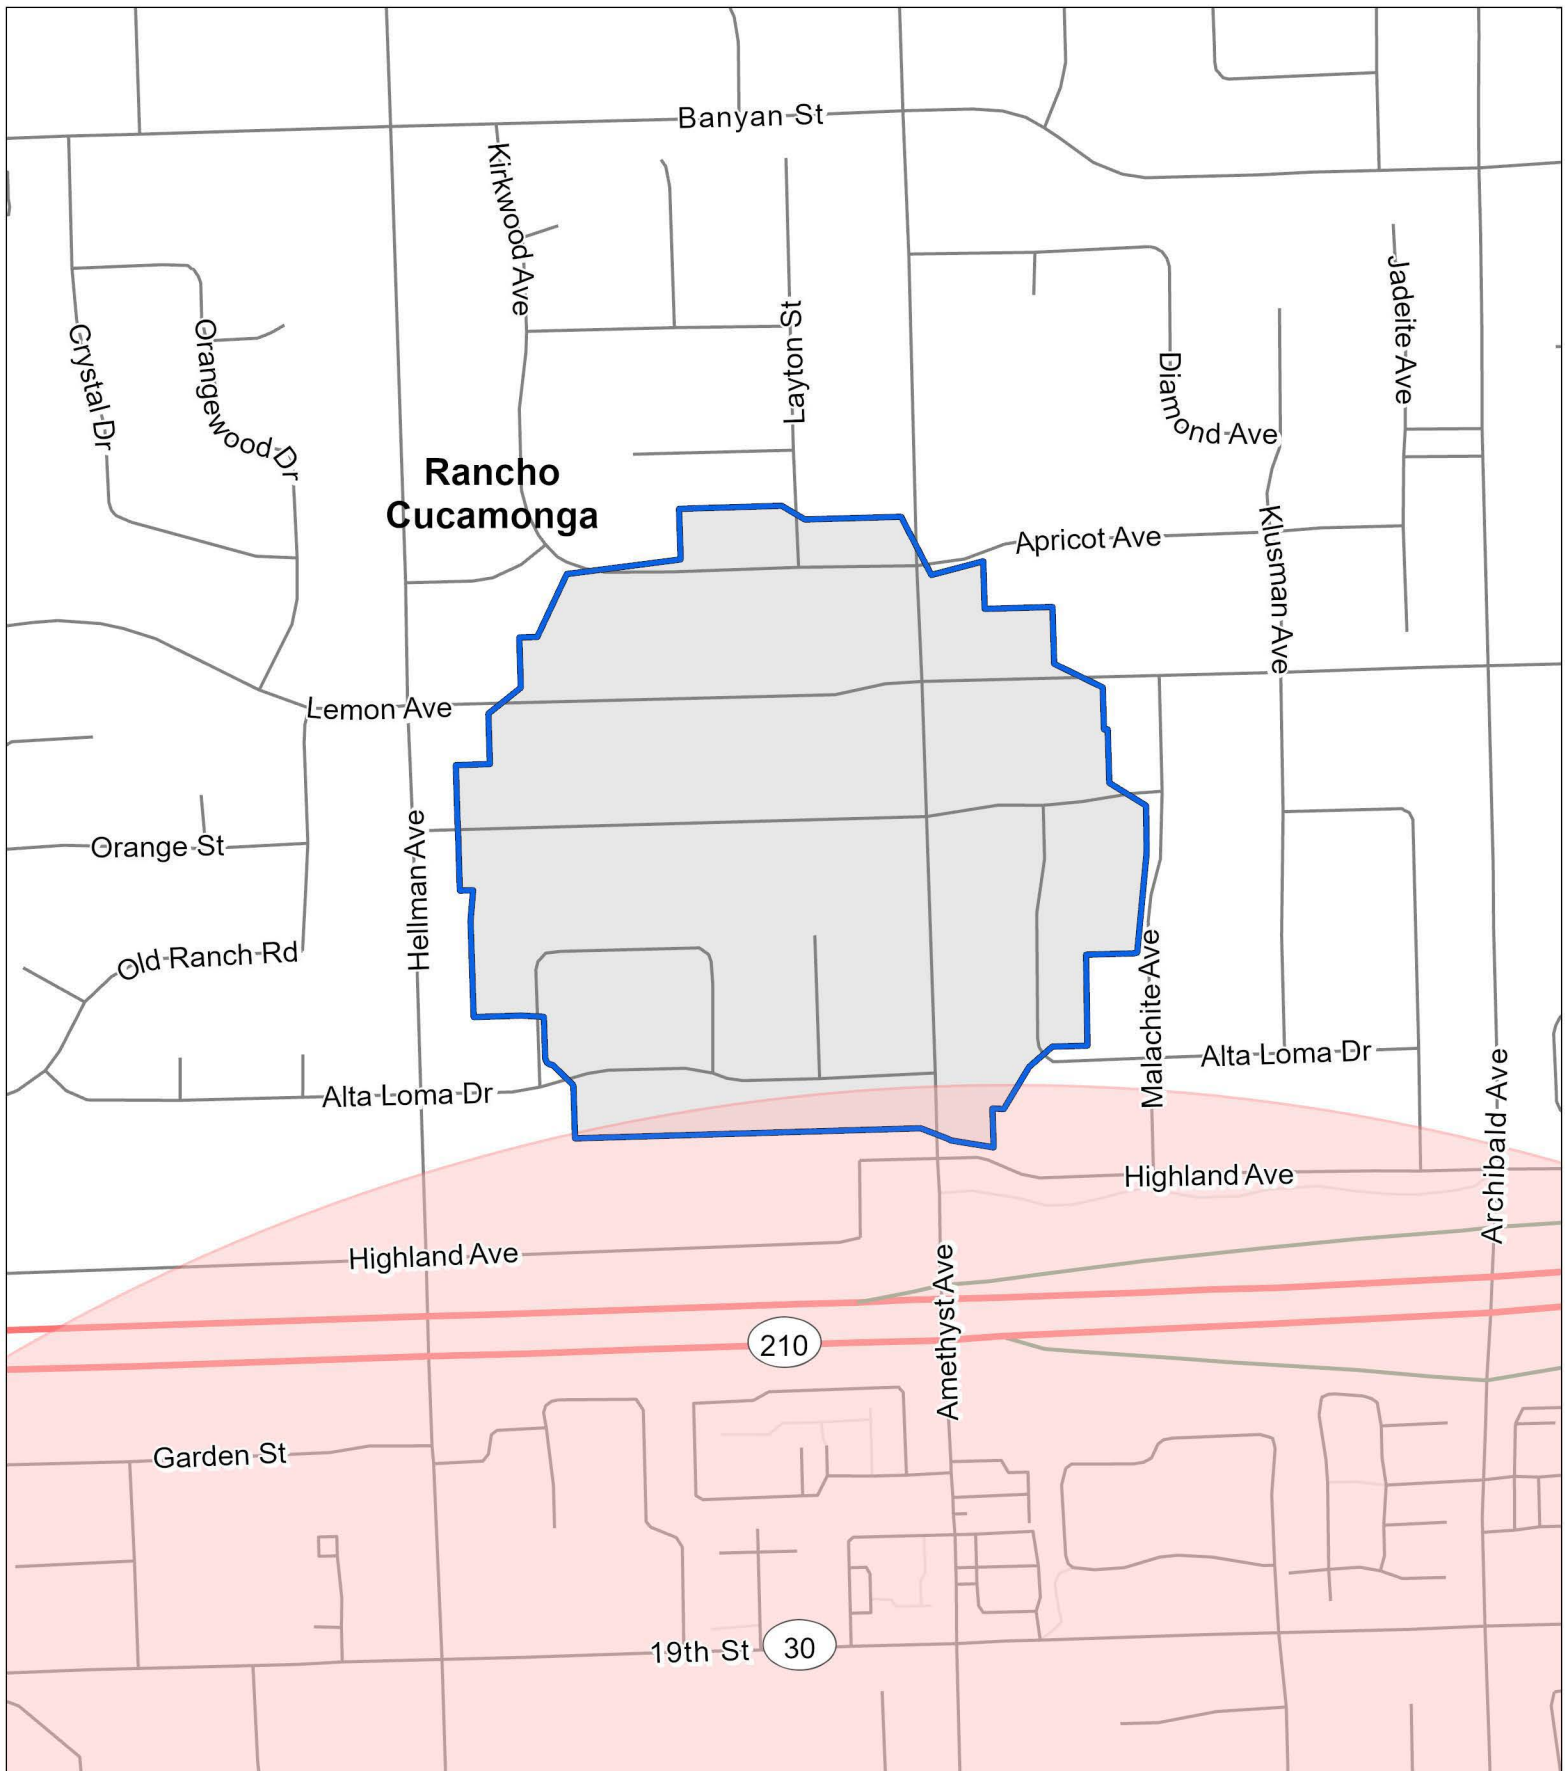 Banyan St
Kirkwood Ave
Layton St
Jadeite Ave
Crystal Dr
Orangewood Dr
Diamond Ave
Rancho
Cucamonga
Apricot Ave
Klusman Ave
Lemon Ave
Orange St
Hellman Ave
Old Ranch Rd
Malachite Ave
Alta Loma Dr
Alta Loma Dr
Archibald Ave
Highland Ave
Highland Ave
Amethyst Ave
210
Garden St
19th St
30